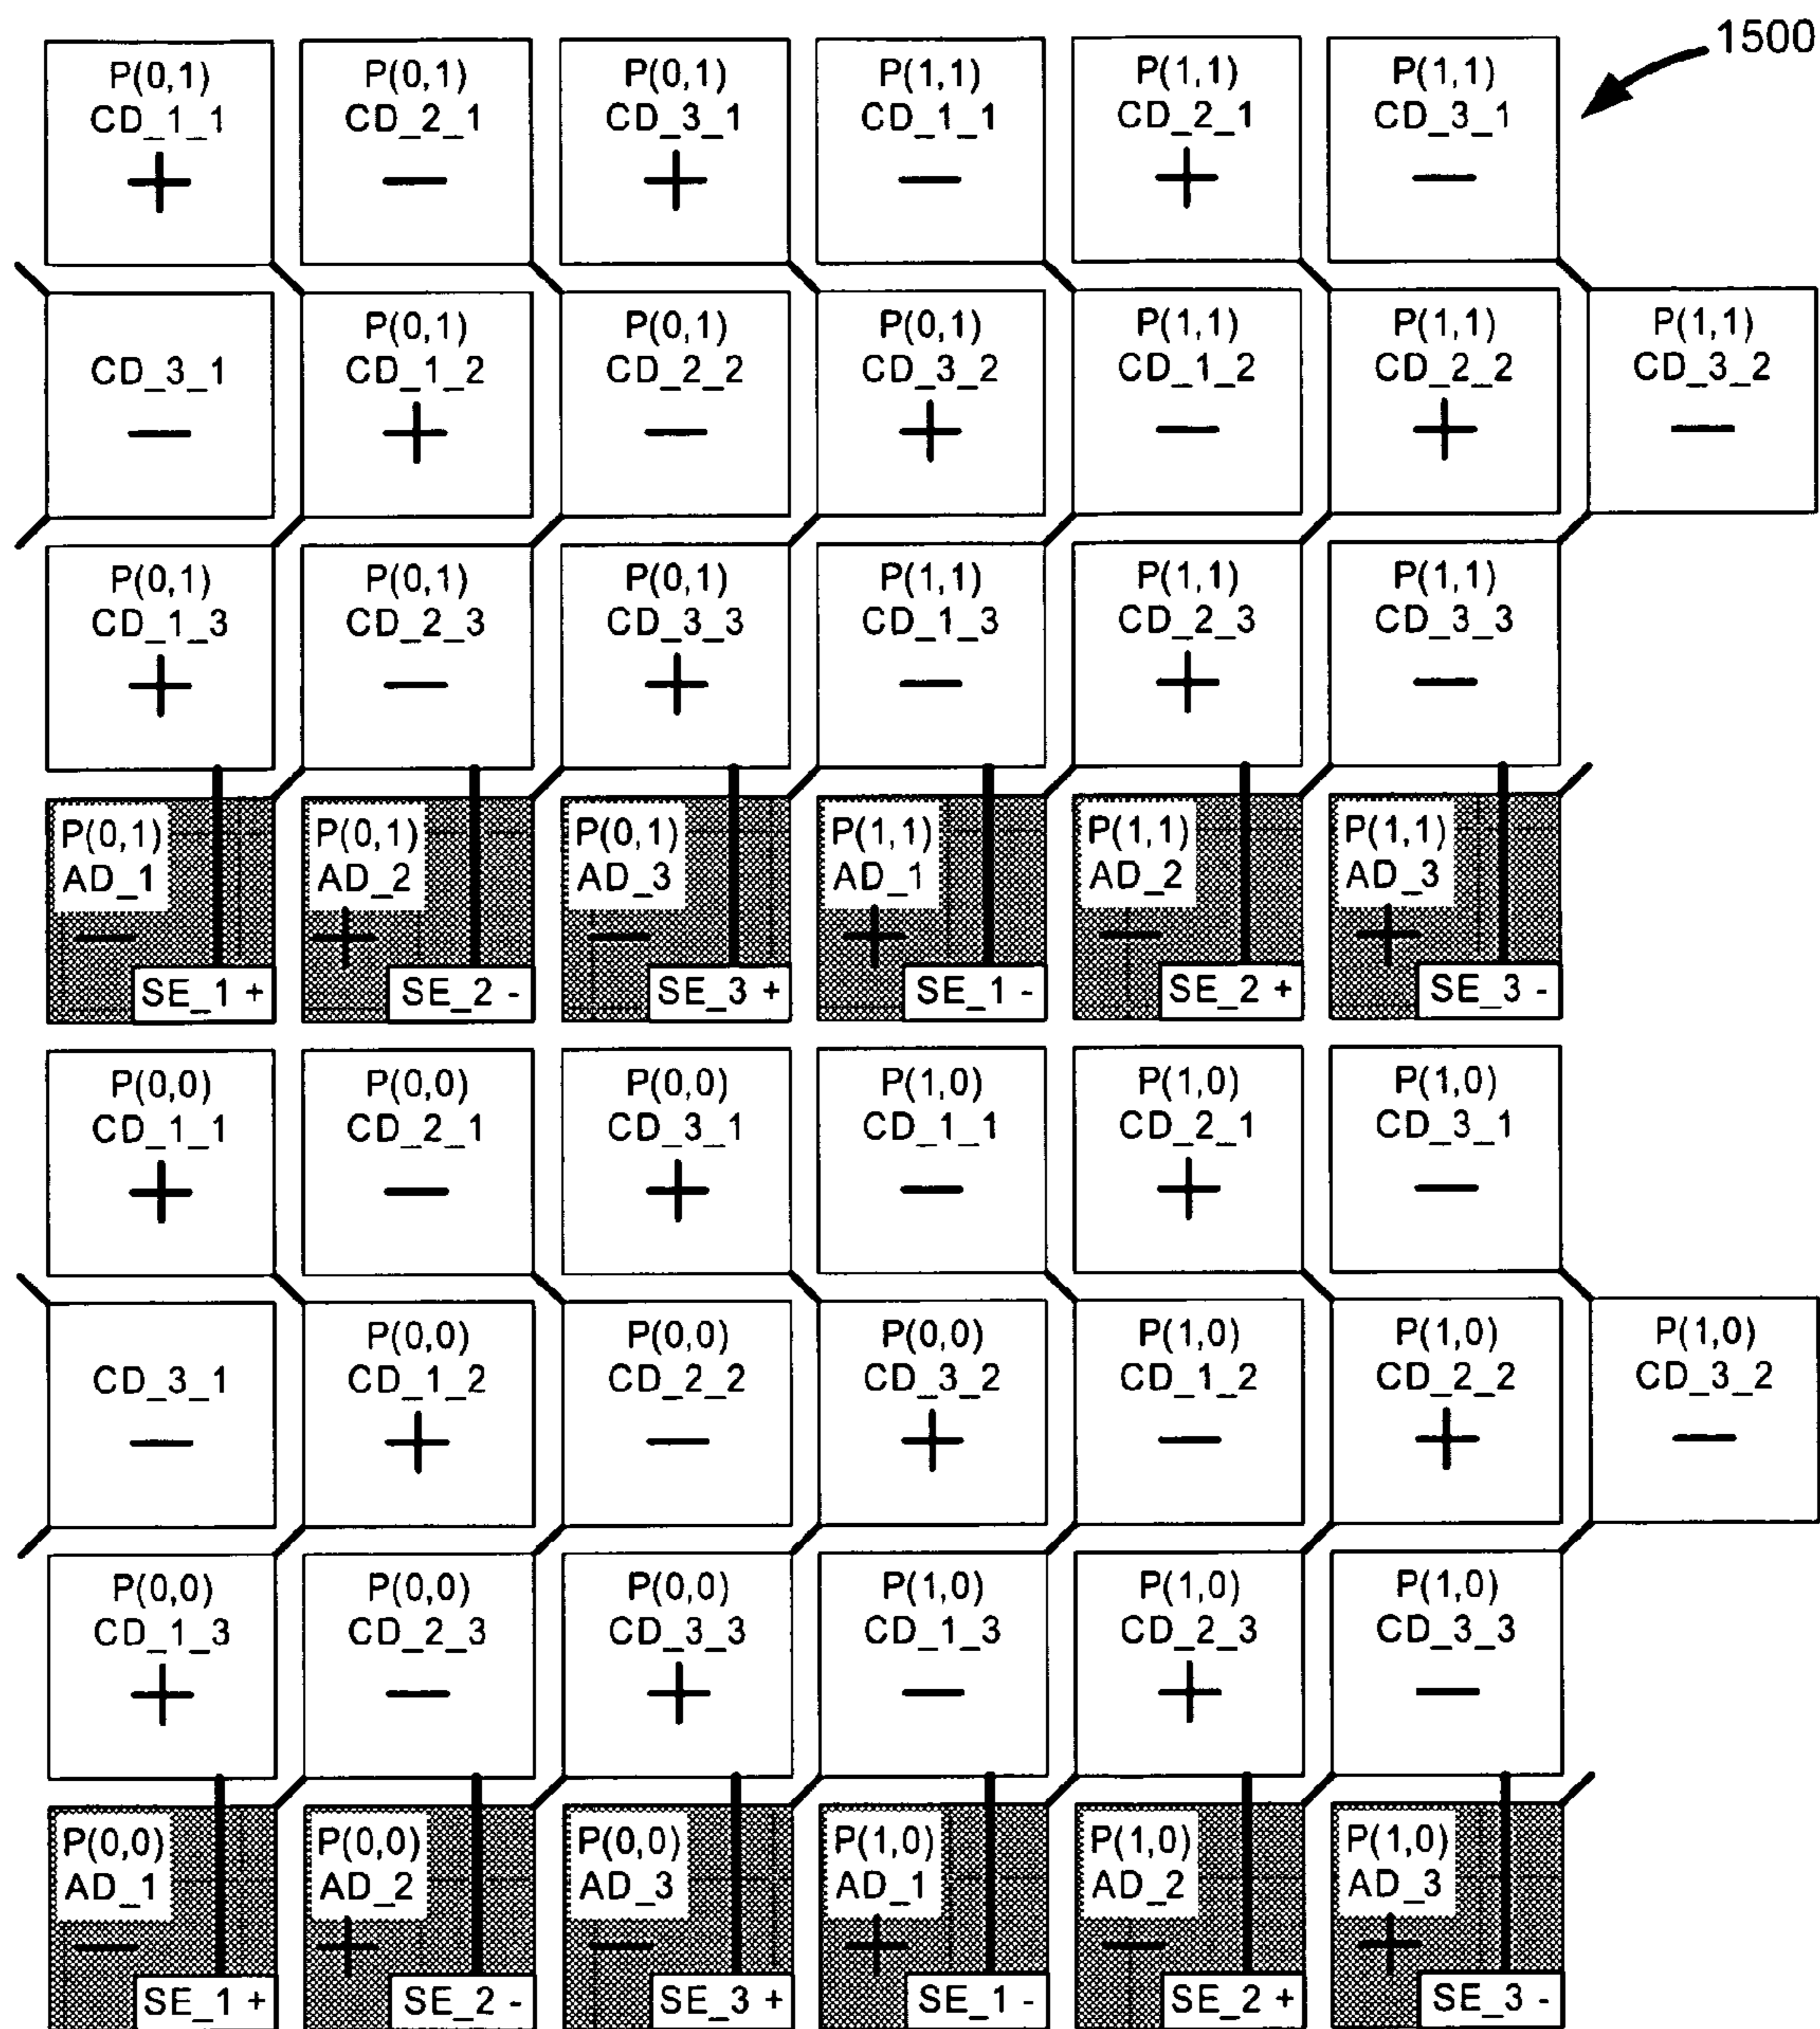 1500
P(0,1) P(0,1) P(0,1) P(1,1) P(1,1) P(1,1)
CD_1_1 CD_2_1 CD_3_1 CD_1_1 CD_2_1 CD_3_1
+ − + − + −
P(0,1) P(0,1) P(0,1) P(1,1) P(1,1) P(1,1)
CD_3_1 CD_1_2 CD_2_2 CD_3_2 CD_1_2 CD_2_2 CD_3_2
− + − + − + −
P(0,1) P(0,1) P(0,1) P(1,1) P(1,1) P(1,1)
CD_1_3 CD_2_3 CD_3_3 CD_1_3 CD_2_3 CD_3_3
+ − + − + −
P(0,1) P(0,1) P(0,1) P(1,1) P(1,1) P(1,1)
AD_1 AD_2 AD_3 AD_1 AD_2 AD_3
− + − + − +
SE_1 + SE_2 - SE_3 + SE_1 - SE_2 + SE_3 -
P(0,0) P(0,0) P(0,0) P(1,0) P(1,0) P(1,0)
CD_1_1 CD_2_1 CD_3_1 CD_1_1 CD_2_1 CD_3_1
+ − + − + −
P(0,0) P(0,0) P(0,0) P(1,0) P(1,0) P(1,0)
CD_3_1 CD_1_2 CD_2_2 CD_3_2 CD_1_2 CD_2_2 CD_3_2
− + − + − + −
P(0,0) P(0,0) P(0,0) P(1,0) P(1,0) P(1,0)
CD_1_3 CD_2_3 CD_3_3 CD_1_3 CD_2_3 CD_3_3
+ − + − + −
P(0,0) P(0,0) P(0,0) P(1,0) P(1,0) P(1,0)
AD_1 AD_2 AD_3 AD_1 AD_2 AD_3
− + − + − +
SE_1 + SE_2 - SE_3 + SE_1 - SE_2 + SE_3 -